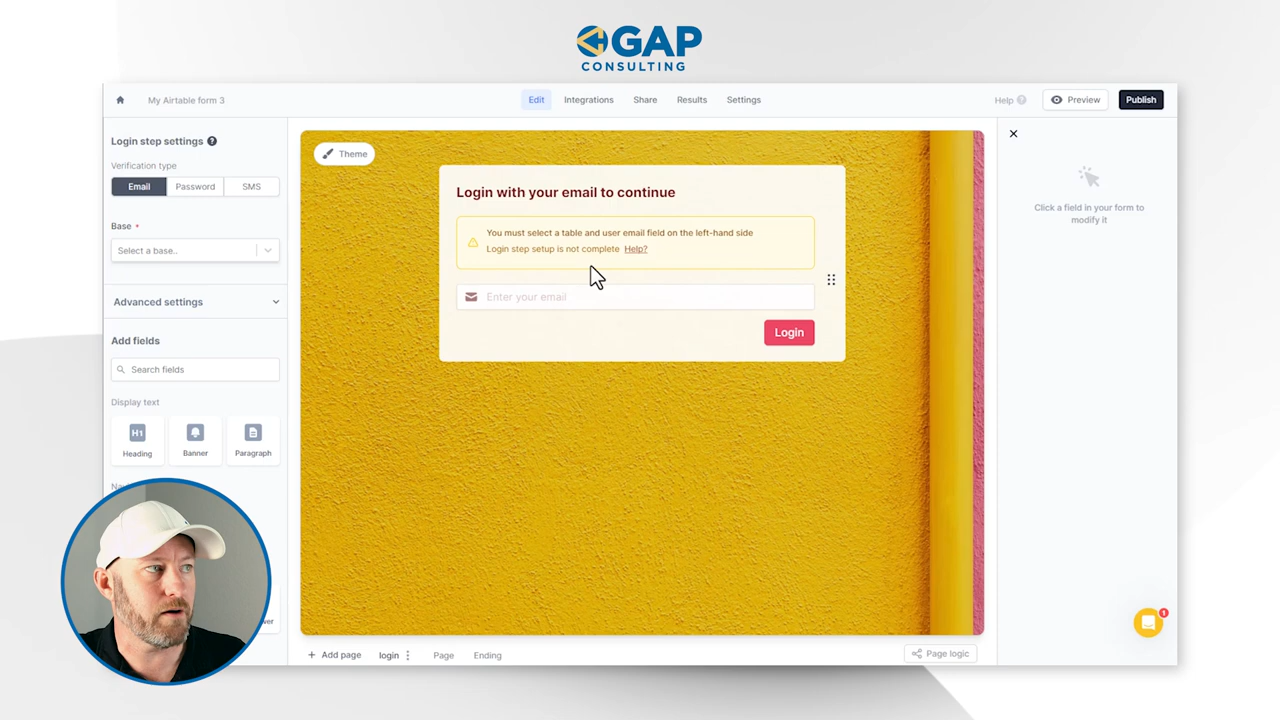 GAP
CONSULTING
My Airtable form 3
Edit
Integrations
Share
Results
Settings
Help
Preview
Publish
Login step settings
Verification type
Email
Password
SMS
Base *
Select a base..
Advanced settings
Add fields
Search fields
Display text
H1
Heading
Banner
Paragraph
Theme
Login with your email to continue
You must select a table and user email field on the left-hand side
Login step setup is not complete Help?
Enter your email
Login
Click a field in your form to
modify it
1
+ Add page
login
Page
Ending
Page logic